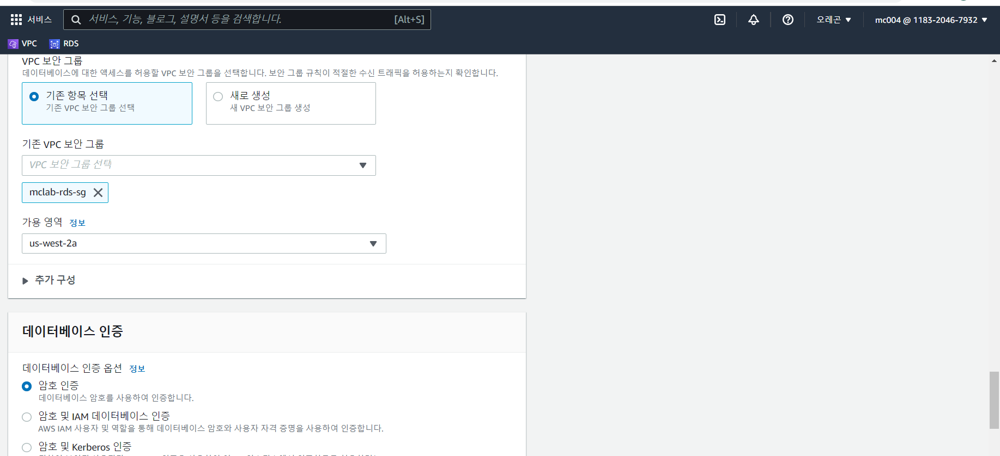 서비스
서비스, 기능, 블로그, 설명서 등을 검색합니다.
[Alt+S]
오레곤
mc004 @ 1183-2046-7932
VPC
RDS
VPC 보안 그룹
데이터베이스에 대한 액세스를 허용할 VPC 보안 그룹을 선택합니다. 보안 그룹 규칙이 적절한 수신 트래픽을 허용하는지 확인합니다.
기존 항목 선택
기존 VPC 보안 그룹 선택
새로 생성
새 VPC 보안 그룹 생성
기존 VPC 보안 그룹
VPC 보안 그룹 선택
mclab-rds-sg
가용 영역 정보
us-west-2a
추가 구성
데이터베이스 인증
데이터베이스 인증 옵션 정보
암호 인증
데이터베이스 암호를 사용하여 인증합니다.
암호 및 IAM 데이터베이스 인증
AWS IAM 사용자 및 역할을 통해 데이터베이스 암호와 사용자 자격 증명을 사용하여 인증합니다.
암호 및 Kerberos 인증